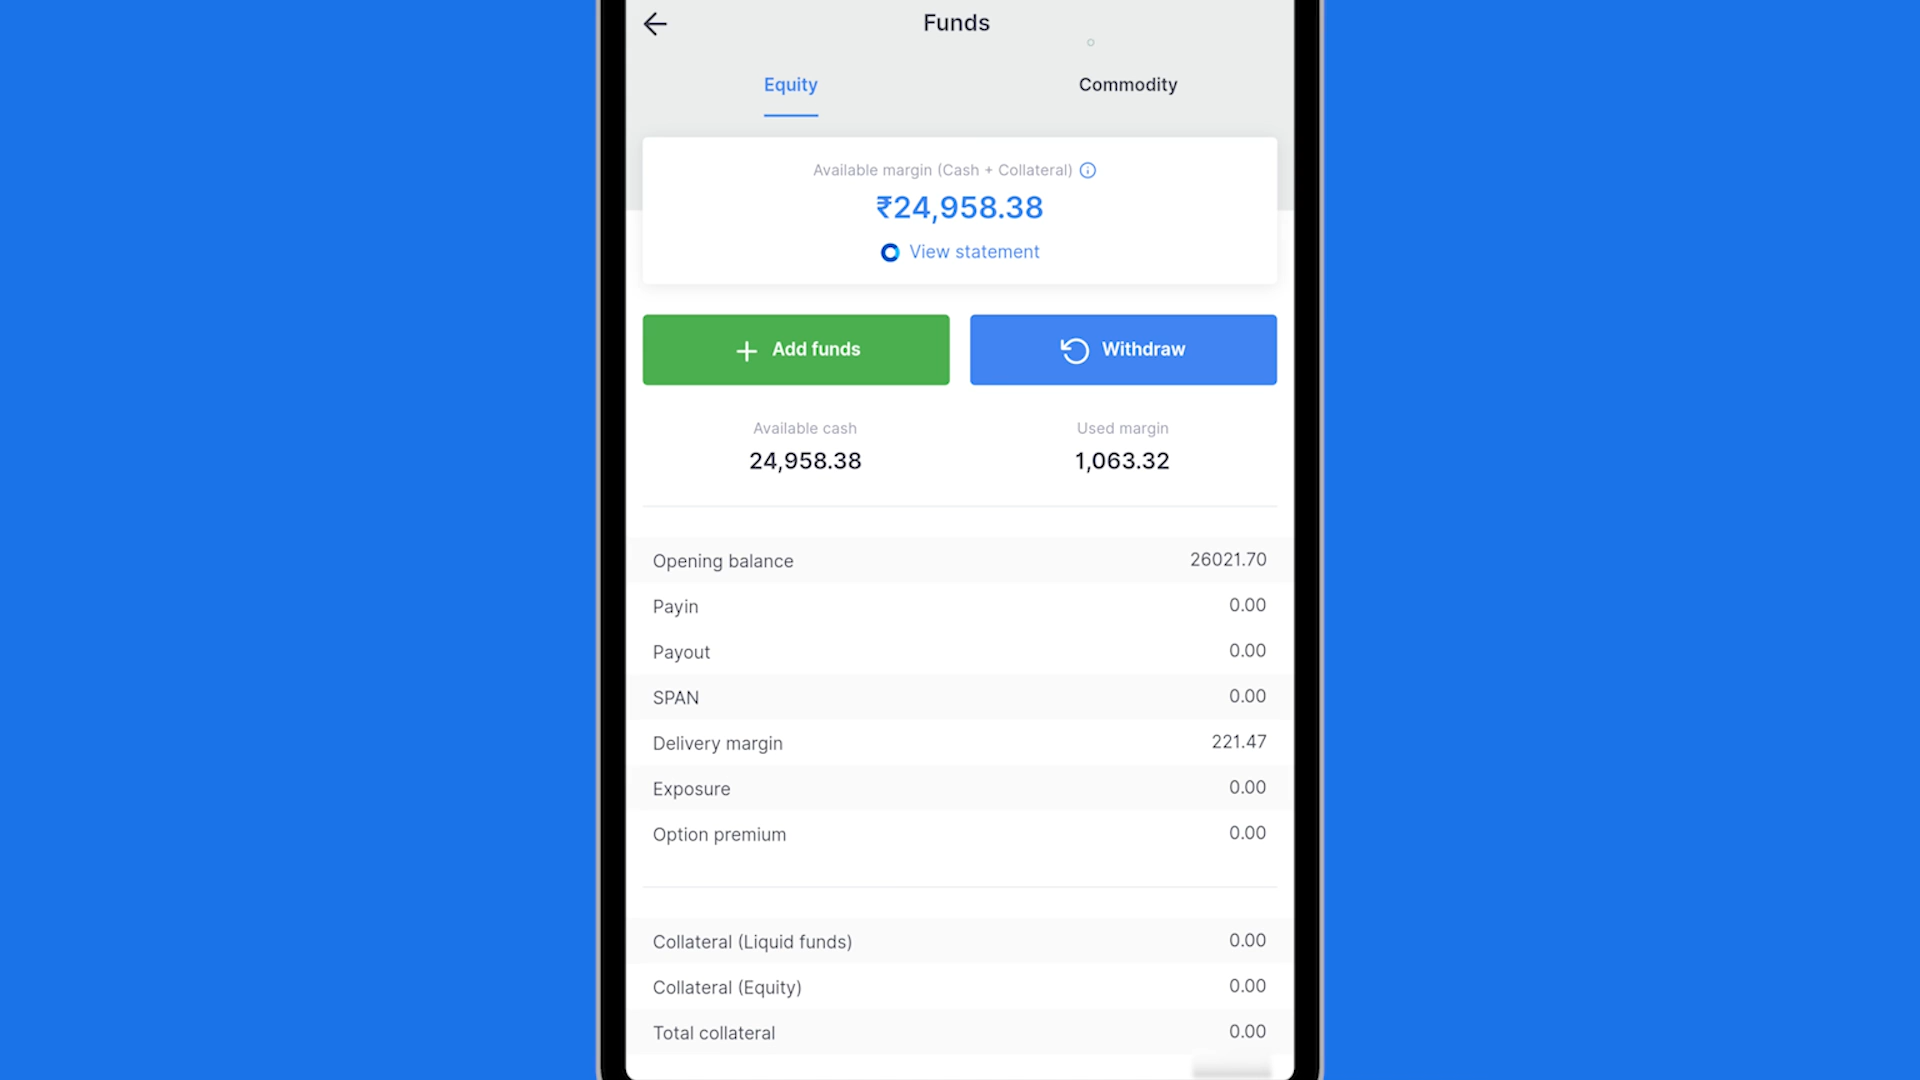 Funds
Equity Commodity
Available margin (Cash + Collateral)
₹24,958.38
View statement
Add funds Withdraw
Available cash Used margin
24,958.38 1,063.32
Opening balance 26021.70
Payin 0.00
Payout 0.00
SPAN 0.00
Delivery margin 221.47
Exposure 0.00
Option premium 0.00
Collateral (Liquid funds) 0.00
Collateral (Equity) 0.00
Total collateral 0.00